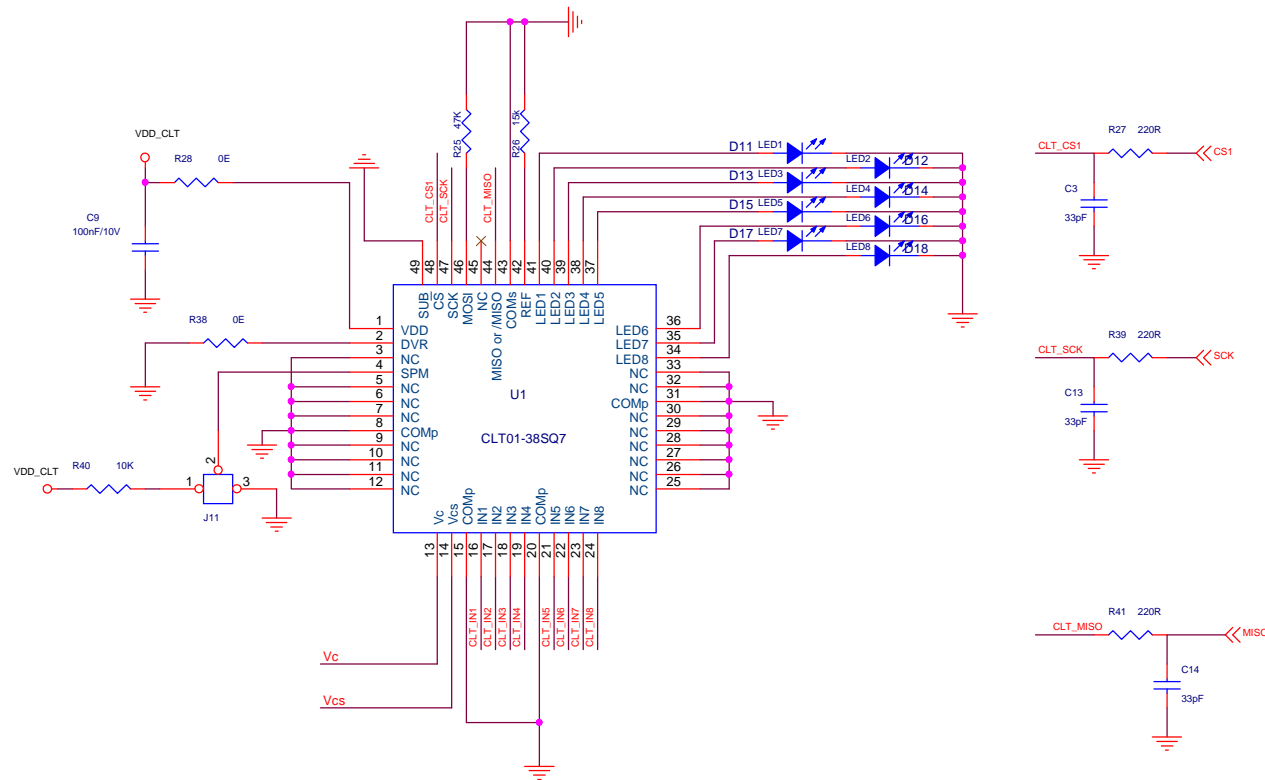 VDD_CLT
R28 0E
C9
100nF/10V
R25 47K
R26 15k
CLT_CS1
CLT_SCK
CLT_MISO
D11 LED1
LED2 D12
D13 LED3
LED4 D14
D15 LED5
LED6 D16
D17 LED7
LED8 D18
CLT_CS1
R27 220R
CS1
C3
33pF
49 48 47 46 45 44 43 42 41 40 39 38 37
SUB CS SCK MOSI NC MISO or /MISO COMs REF LED1 LED2 LED3 LED4 LED5
R38 0E
1 VDD
2 DVR
3 NC
4 SPM
5 NC
6 NC
7 NC
8 COMp
9 NC
10 NC
11 NC
12 NC
U1
CLT01-38SQ7
LED6 36
LED7 35
LED8 34
NC 33
NC 32
COMp 31
NC 30
NC 29
NC 28
NC 27
NC 26
NC 25
CLT_SCK
R39 220R
SCK
C13
33pF
VDD_CLT
R40 10K
1 2 3
J11
Vc Vcs COMp IN1 IN2 IN3 IN4 COMp IN5 IN6 IN7 IN8
13 14 15 16 17 18 19 20 21 22 23 24
CLT_IN1
CLT_IN2
CLT_IN3
CLT_IN4
CLT_IN5
CLT_IN6
CLT_IN7
CLT_IN8
Vc
Vcs
CLT_MISO
R41 220R
MISO
C14
33pF